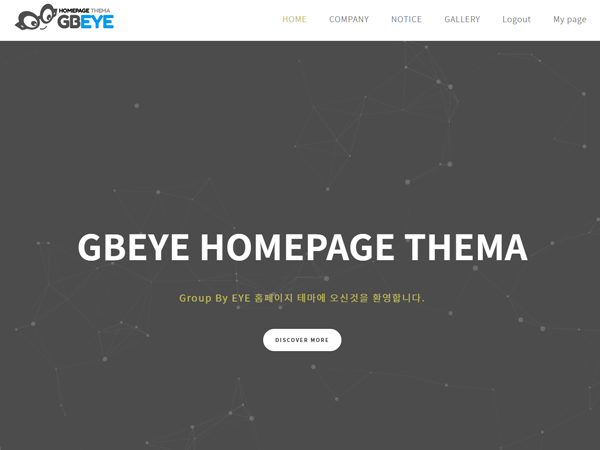 HOMEPAGE THEMA
GBEYE
HOME COMPANY NOTICE GALLERY Logout My page
GBEYE HOMEPAGE THEMA
Group By EYE 홈페이지 테마에 오신것을 환영합니다.
DISCOVER MORE